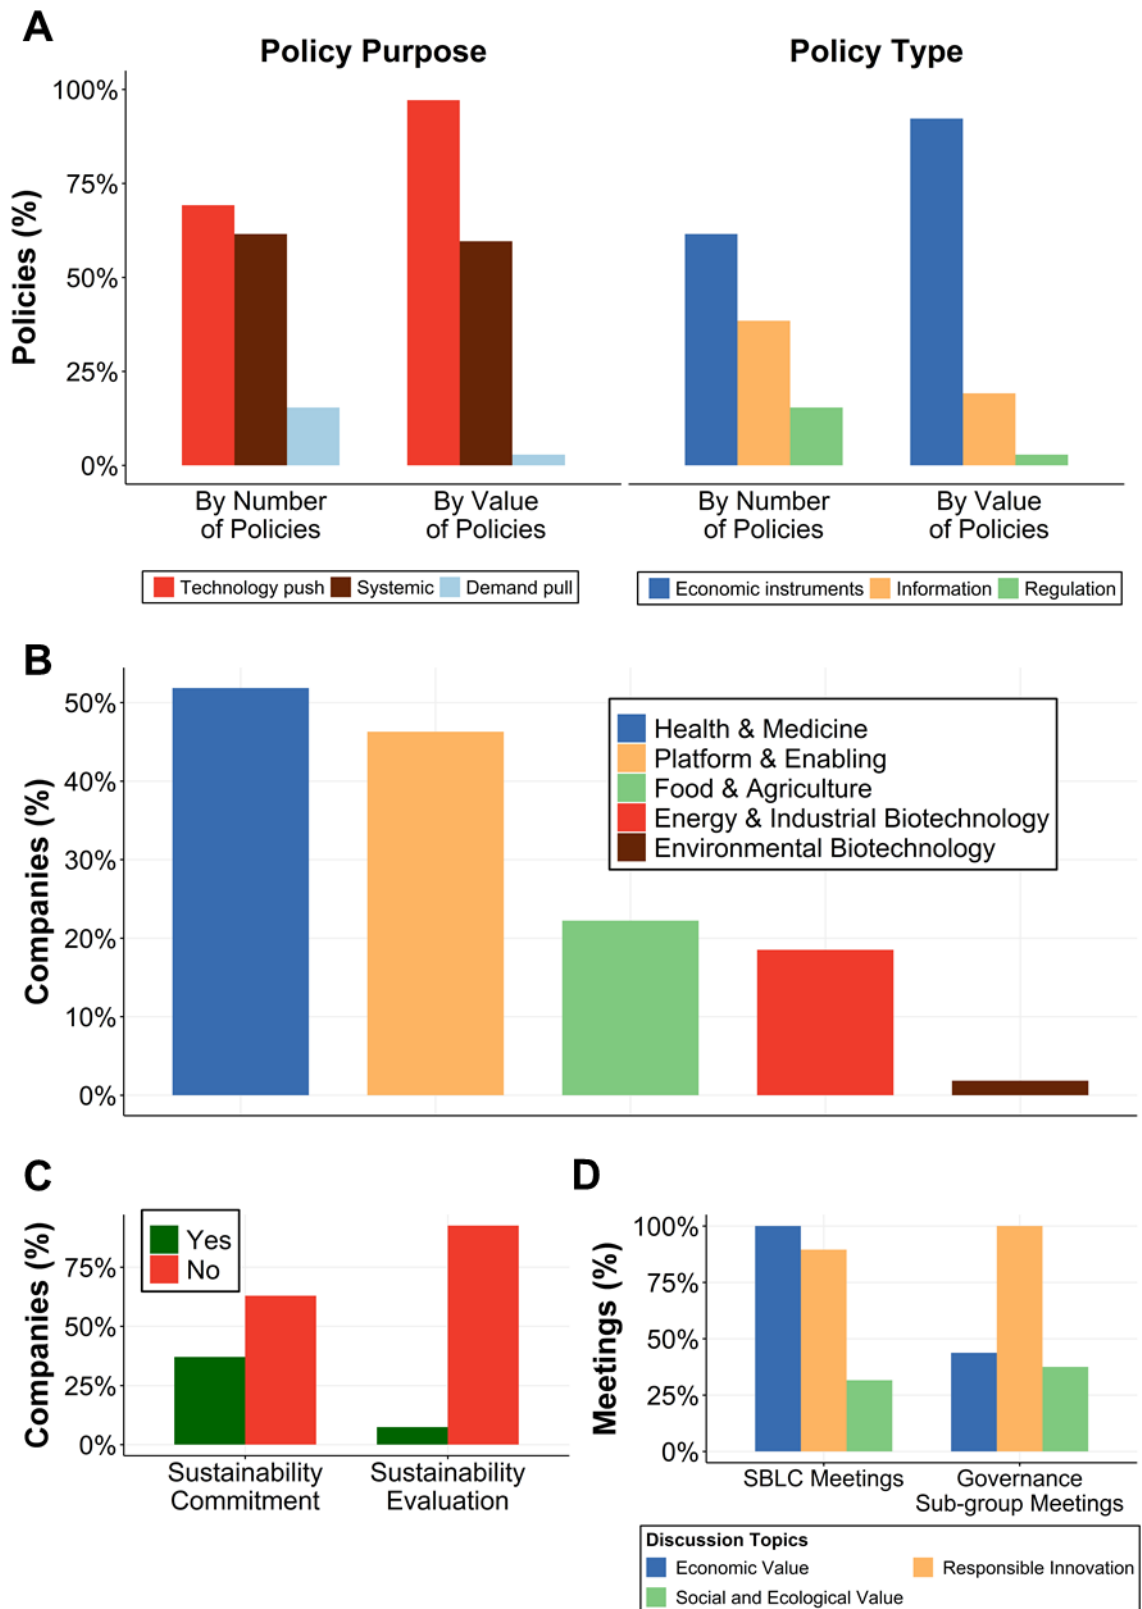 A
Policy Purpose
Policy Type
Policies (%)
100%
75%
50%
25%
0%
By Number
of Policies
By Value
of Policies
By Number
of Policies
By Value
of Policies
Technology push Systemic Demand pull
Economic instruments Information Regulation
B
Companies (%)
50%
40%
30%
20%
10%
0%
Health & Medicine
Platform & Enabling
Food & Agriculture
Energy & Industrial Biotechnology
Environmental Biotechnology
C
Companies (%)
75%
50%
25%
0%
Yes
No
Sustainability
Commitment
Sustainability
Evaluation
D
Meetings (%)
100%
75%
50%
25%
0%
SBLC Meetings
Governance
Sub-group Meetings
Discussion Topics
Economic Value Responsible Innovation
Social and Ecological Value